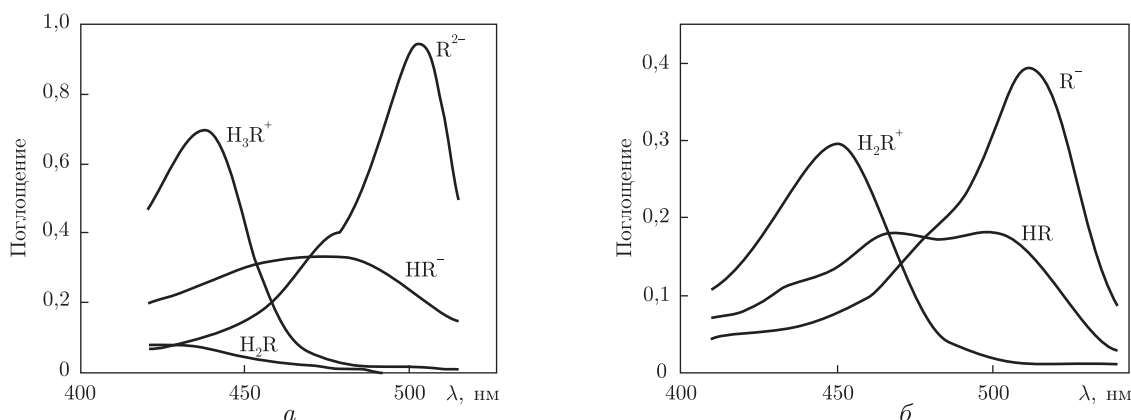 Поглощение
1,0
0,8
0,6
0,4
0,2
0
H₃R⁺
R²⁻
HR⁻
H₂R
400 450 500 λ, нм
а
Поглощение
0,4
0,3
0,2
0,1
0
H₂R⁺
R⁻
HR
400 450 500 λ, нм
б